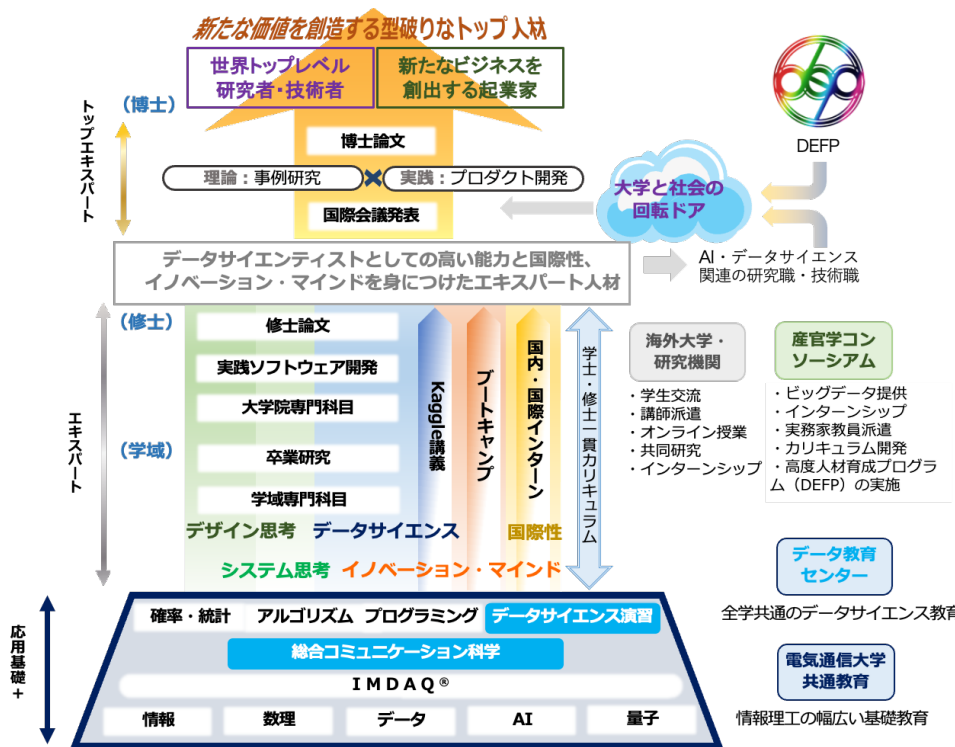 新たな価値を創造する型破りなトップ人材
世界トップレベル
研究者・技術者
新たなビジネスを
創出する起業家
dsp
DEFP
(博士)
トップエキスパート
博士論文
理論：事例研究
×
実践：プロダクト開発
国際会議発表
大学と社会の
回転ドア
データサイエンティストとしての高い能力と国際性、
イノベーション・マインドを身につけたエキスパート人材
AI・データサイエンス
関連の研究職・技術職
エキスパート
(修士)
修士論文
実践ソフトウェア開発
大学院専門科目
(学域)
卒業研究
学域専門科目
Kaggle講義
ブートキャンプ
国内・国際インターン
学士・修士一貫カリキュラム
デザイン思考
データサイエンス
国際性
システム思考
イノベーション・マインド
海外大学・
研究機関
・学生交流
・講師派遣
・オンライン授業
・共同研究
・インターンシップ
産官学コン
ソーシアム
・ビッグデータ提供
・インターンシップ
・実務家教員派遣
・カリキュラム開発
・高度人材育成プログラ
ム（DEFP）の実施
データ教育
センター
全学共通のデータサイエンス教育
電気通信大学
共通教育
情報理工の幅広い基礎教育
応用基礎＋
確率・統計
アルゴリズム
プログラミング
データサイエンス演習
総合コミュニケーション科学
IMDAQ®
情報
数理
データ
AI
量子